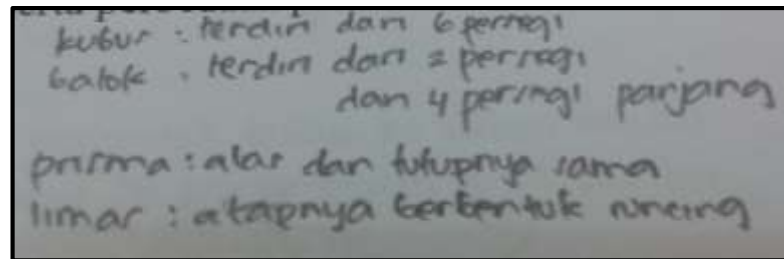 kubus : terdiri dari 6 persegi
balok : terdiri dari 2 persegi
dan 4 persegi panjang
prisma : alas dan tutupnya sama
limas : atapnya berbentuk runcing